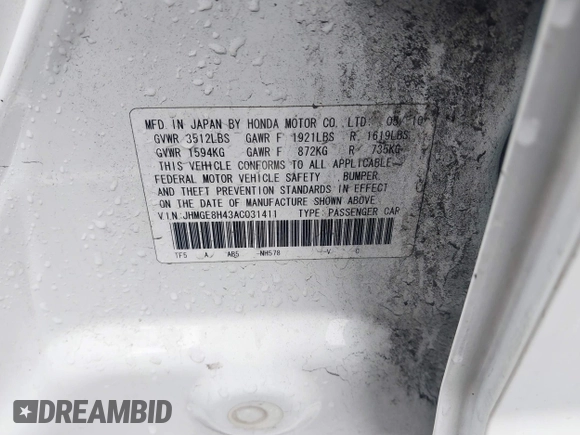 MFD. IN JAPAN BY HONDA MOTOR CO., LTD. 05 10
GVWR 3512LBS GAWR F 1921LBS R 1619LBS
GVWR 1594KG GAWR F 872KG R 735KG
THIS VEHICLE CONFORMS TO ALL APPLICABLE
FEDERAL MOTOR VEHICLE SAFETY, BUMPER,
AND THEFT PREVENTION STANDARDS IN EFFECT
ON THE DATE OF MANUFACTURE SHOWN ABOVE.
V.I.N: JHMGE8H43AC031411 TYPE: PASSENGER CAR
TF5 A ABS NH578 V C
DREAMBID